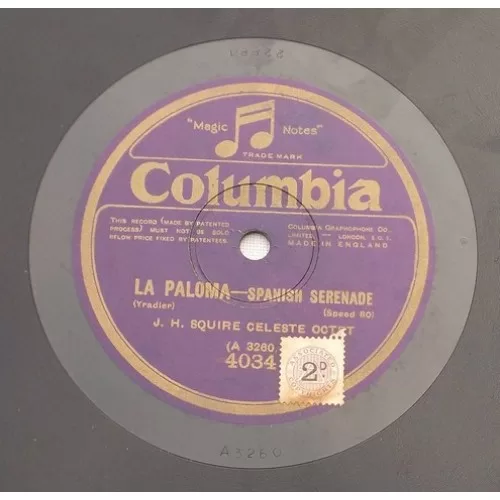 "Magic Notes"
TRADE MARK
Columbia
THIS RECORD (MADE BY PATENTED
PROCESS) MUST NOT BE SOLD
BELOW PRICE FIXED BY PATENTEES.
COLUMBIA GRAPHOPHONE CO.,
LIMITED. — LONDON, E.C.1.
MADE IN ENGLAND
LA PALOMA—SPANISH SERENADE
(Yradier)
(Speed 80)
J. H. SQUIRE CELESTE OCTET
(A 3260,
4034
2D.
A3260